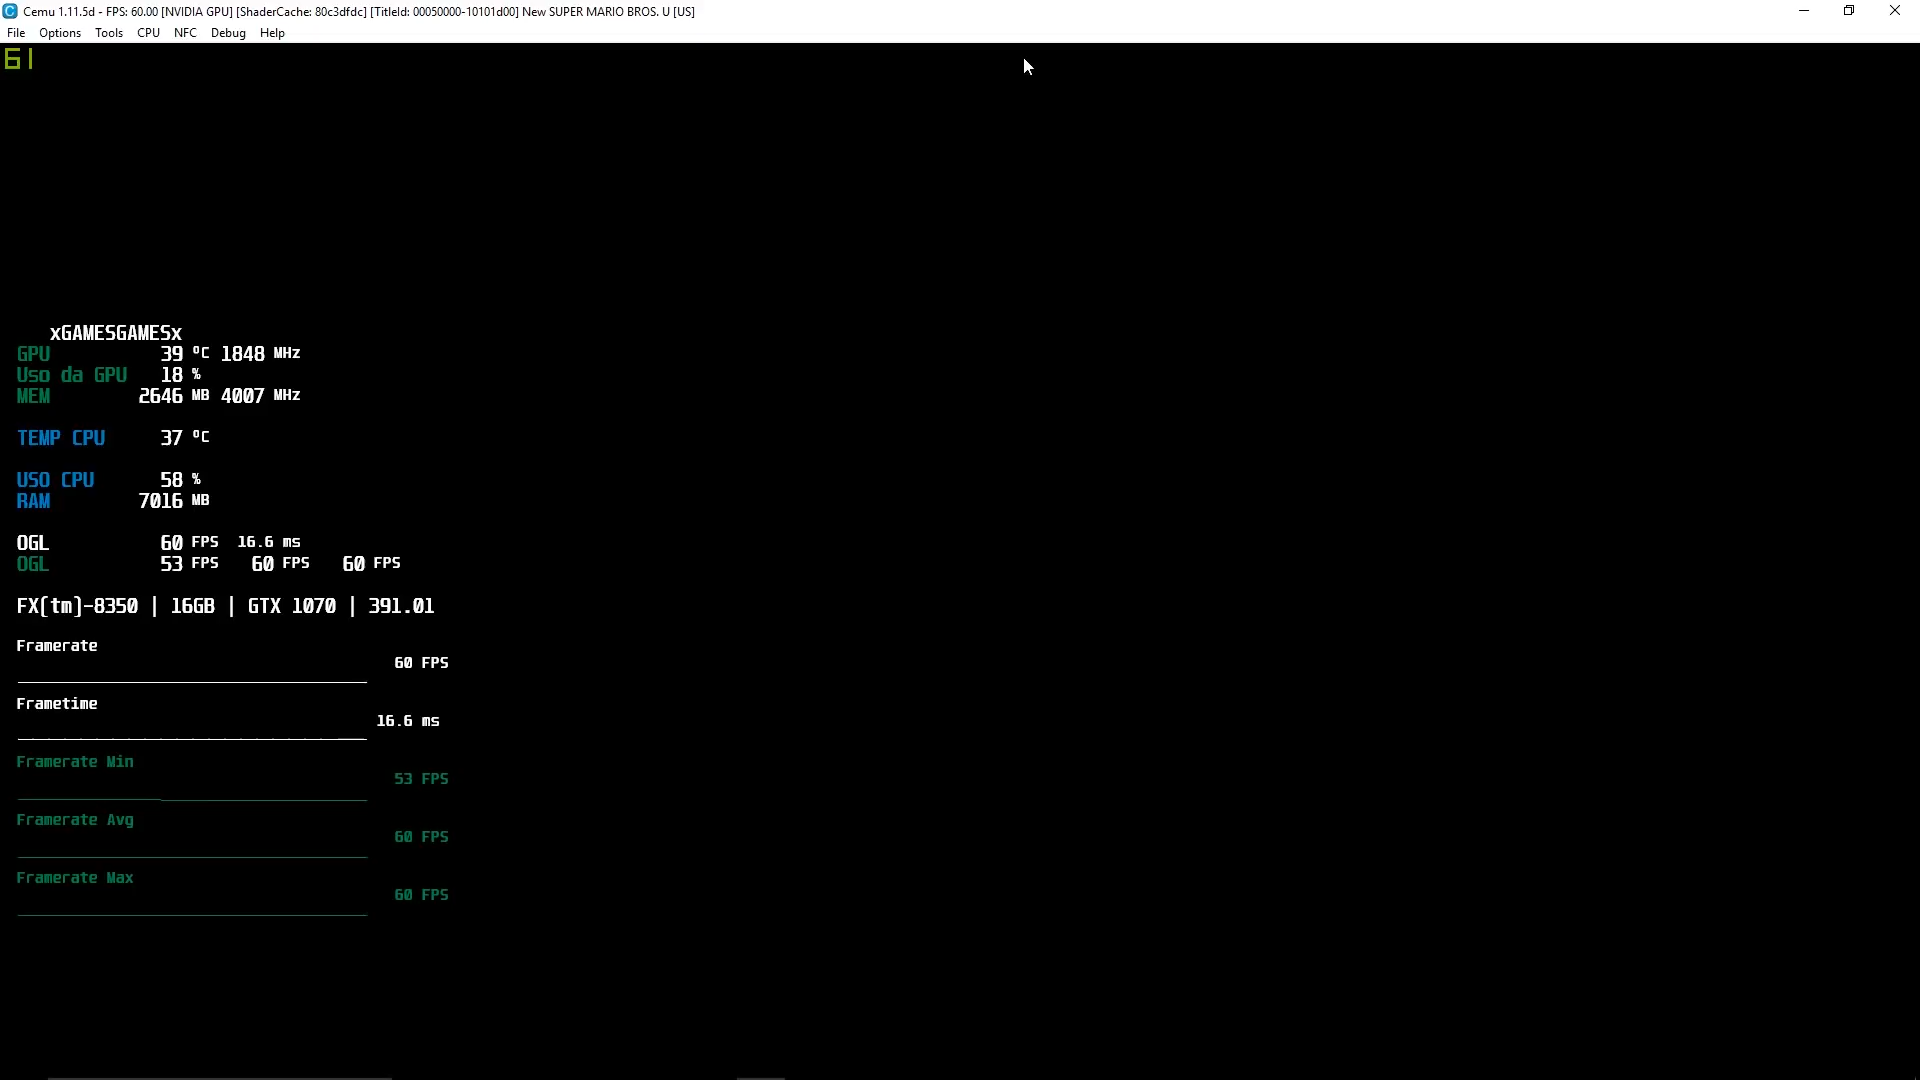 Cemu 1.11.5d - FPS: 60.00 [NVIDIA GPU] [ShaderCache: 80c3dfdc] [TitleId: 00050000-10101d00] New SUPER MARIO BROS. U [US]
File Options Tools CPU NFC Debug Help
61
xGAMESGAMESx
GPU 39 °C 1848 MHz
Uso da GPU 18 %
MEM 2646 MB 4007 MHz
TEMP CPU 37 °C
USO CPU 58 %
RAM 7016 MB
OGL 60 FPS 16.6 ms
OGL 53 FPS 60 FPS 60 FPS
FX(tm)-8350 | 16GB | GTX 1070 | 391.01
Framerate
60 FPS
Frametime
16.6 ms
Framerate Min
53 FPS
Framerate Avg
60 FPS
Framerate Max
60 FPS